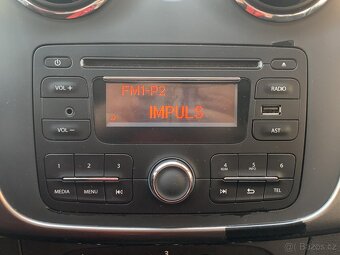 FM1-P2
IMPULS
VOL +
RADIO
VOL –
AST
1 2 3
4 5 6
MEDIA MENU
TEL
Bazos.cz